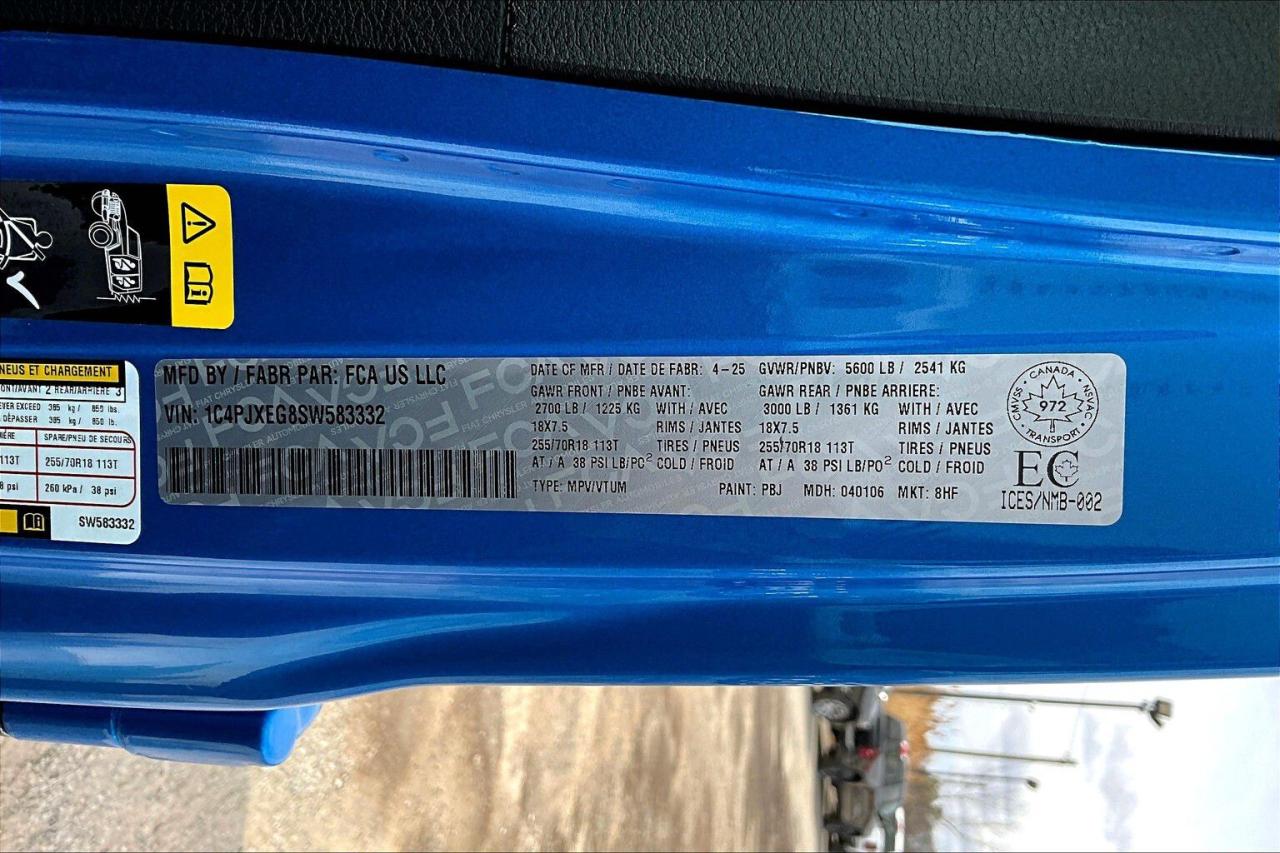 NEUS ET CHARGEMENT
ONT/AVANT 2 REAR/ARRIERE 3
EVER EXCEED 385 kg / 850 lbs.
DÉPASSER 385 kg / 850 lb.
SPARE/PNEU DE SECOURS
113T 255/70R18 113T
8 psi 260 kPa / 38 psi
SW583332
MFD BY / FABR PAR: FCA US LLC
VIN: 1C4PJXEG8SW583332
DATE OF MFR / DATE DE FABR: 4-25 GVWR/PNBV: 5600 LB / 2541 KG
GAWR FRONT / PNBE AVANT: GAWR REAR / PNBE ARRIERE:
2700 LB / 1225 KG WITH / AVEC 3000 LB / 1361 KG WITH / AVEC
18X7.5 RIMS / JANTES 18X7.5 RIMS / JANTES
255/70R18 113T TIRES / PNEUS 255/70R18 113T TIRES / PNEUS
AT / A 38 PSI LB/PO² COLD / FROID AT / A 38 PSI LB/PO² COLD / FROID
TYPE: MPV/VTUM PAINT: PBJ MDH: 040106 MKT: 8HF
CANADA
CMVSS 972 NSVAC
TRANSPORT
EC
ICES/NMB-002